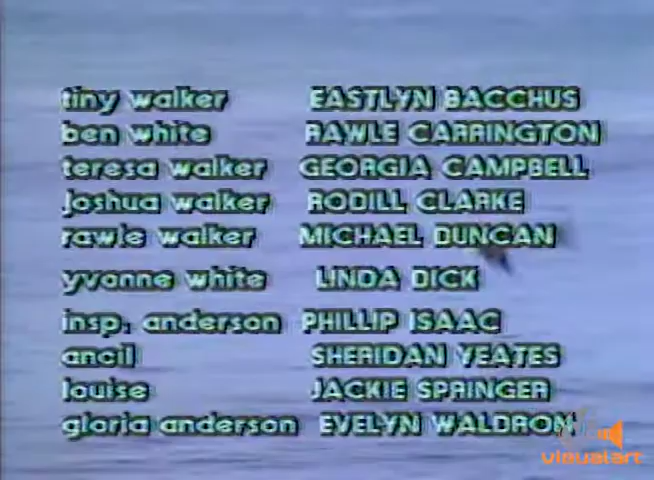 tiny walker EASTLYN BACCHUS
ben white RAWLE CARRINGTON
teresa walker GEORGIA CAMPBELL
joshua walker RODILL CLARKE
rawle walker MICHAEL DUNCAN
yvonne white LINDA DICK
insp. anderson PHILLIP ISAAC
ancil SHERIDAN YEATES
louise JACKIE SPRINGER
gloria anderson EVELYN WALDRON
visualart